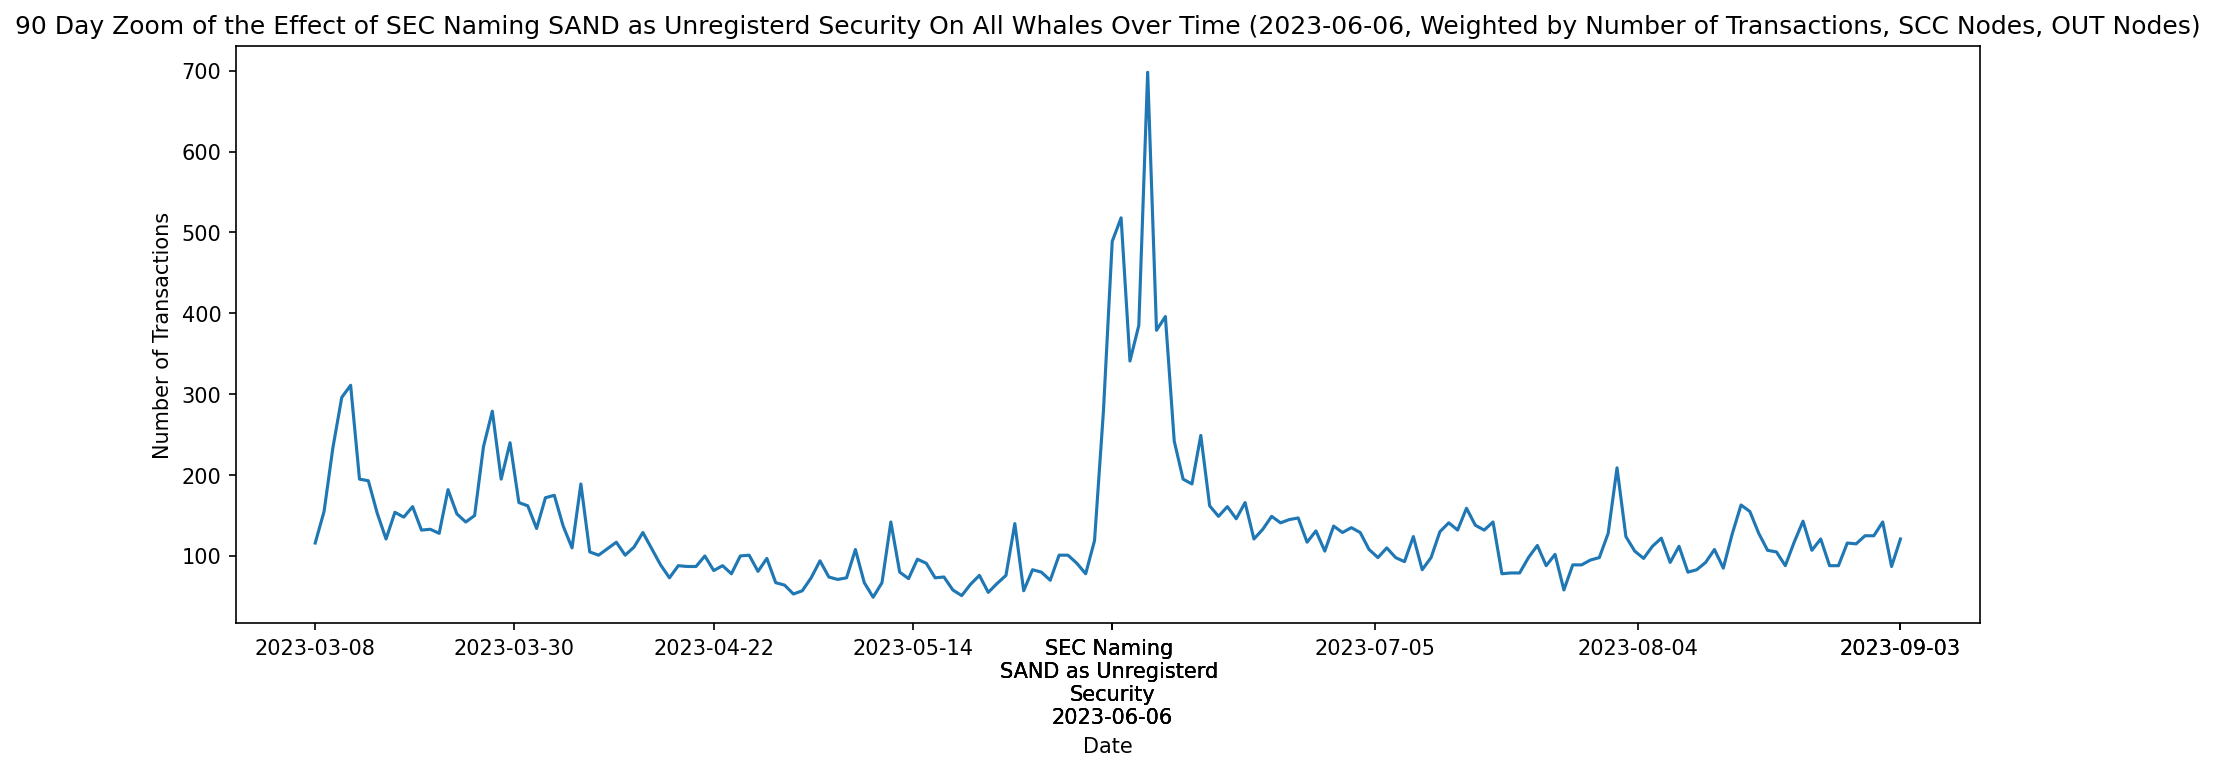 90 Day Zoom of the Effect of SEC Naming SAND as Unregisterd Security On All Whales Over Time (2023-06-06, Weighted by Number of Transactions, SCC Nodes, OUT Nodes)
Number of Transactions
700
600
500
400
300
200
100
2023-03-08
2023-03-30
2023-04-22
2023-05-14
SEC Naming
SAND as Unregisterd
Security
2023-06-06
2023-07-05
2023-08-04
2023-09-03
Date